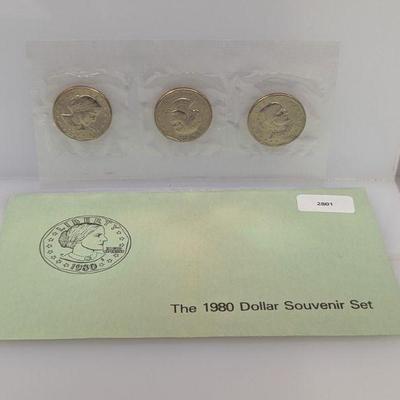 2801
LIBERTY
1980
The 1980 Dollar Souvenir Set